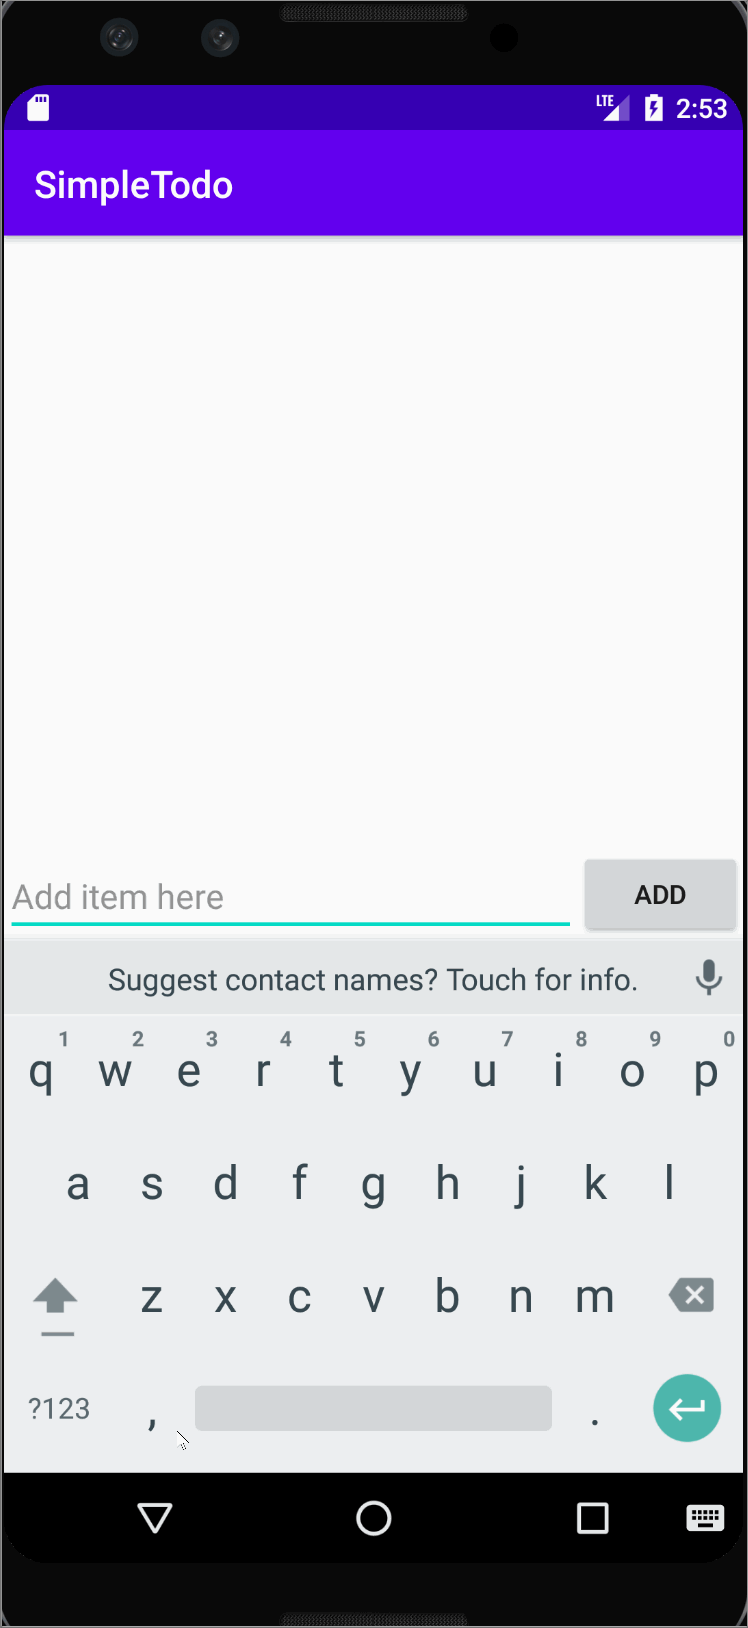 LTE 2:53
SimpleTodo
Add item here ADD
Suggest contact names? Touch for info.
1 2 3 4 5 6 7 8 9 0
q w e r t y u i o p
a s d f g h j k l
z x c v b n m
?123 , .